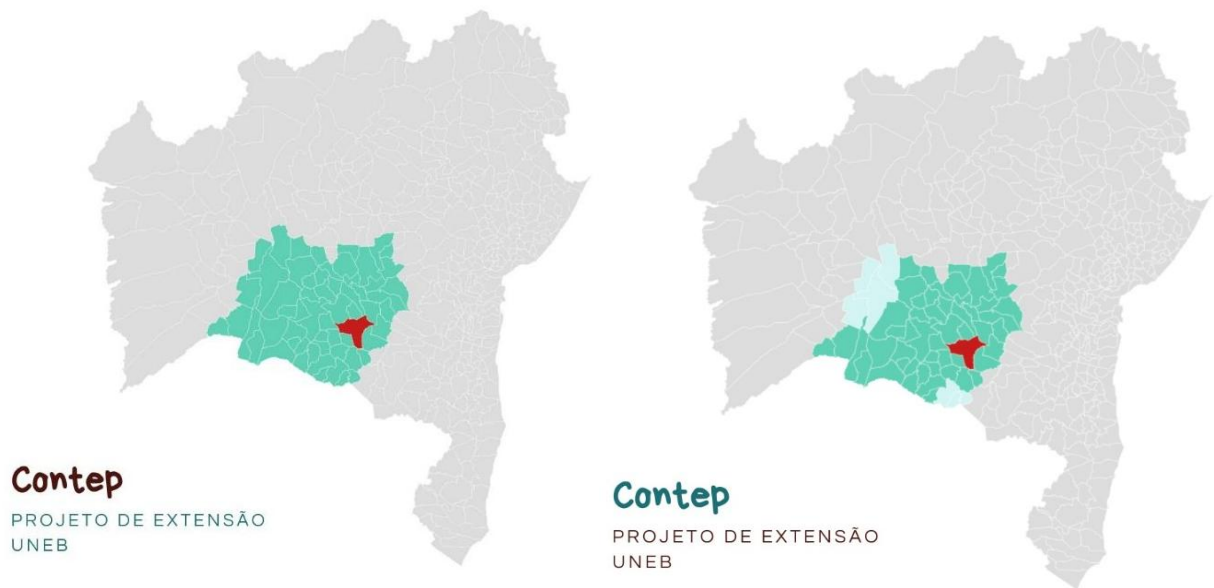 Contep
PROJETO DE EXTENSÃO
UNEB
Contep
PROJETO DE EXTENSÃO
UNEB